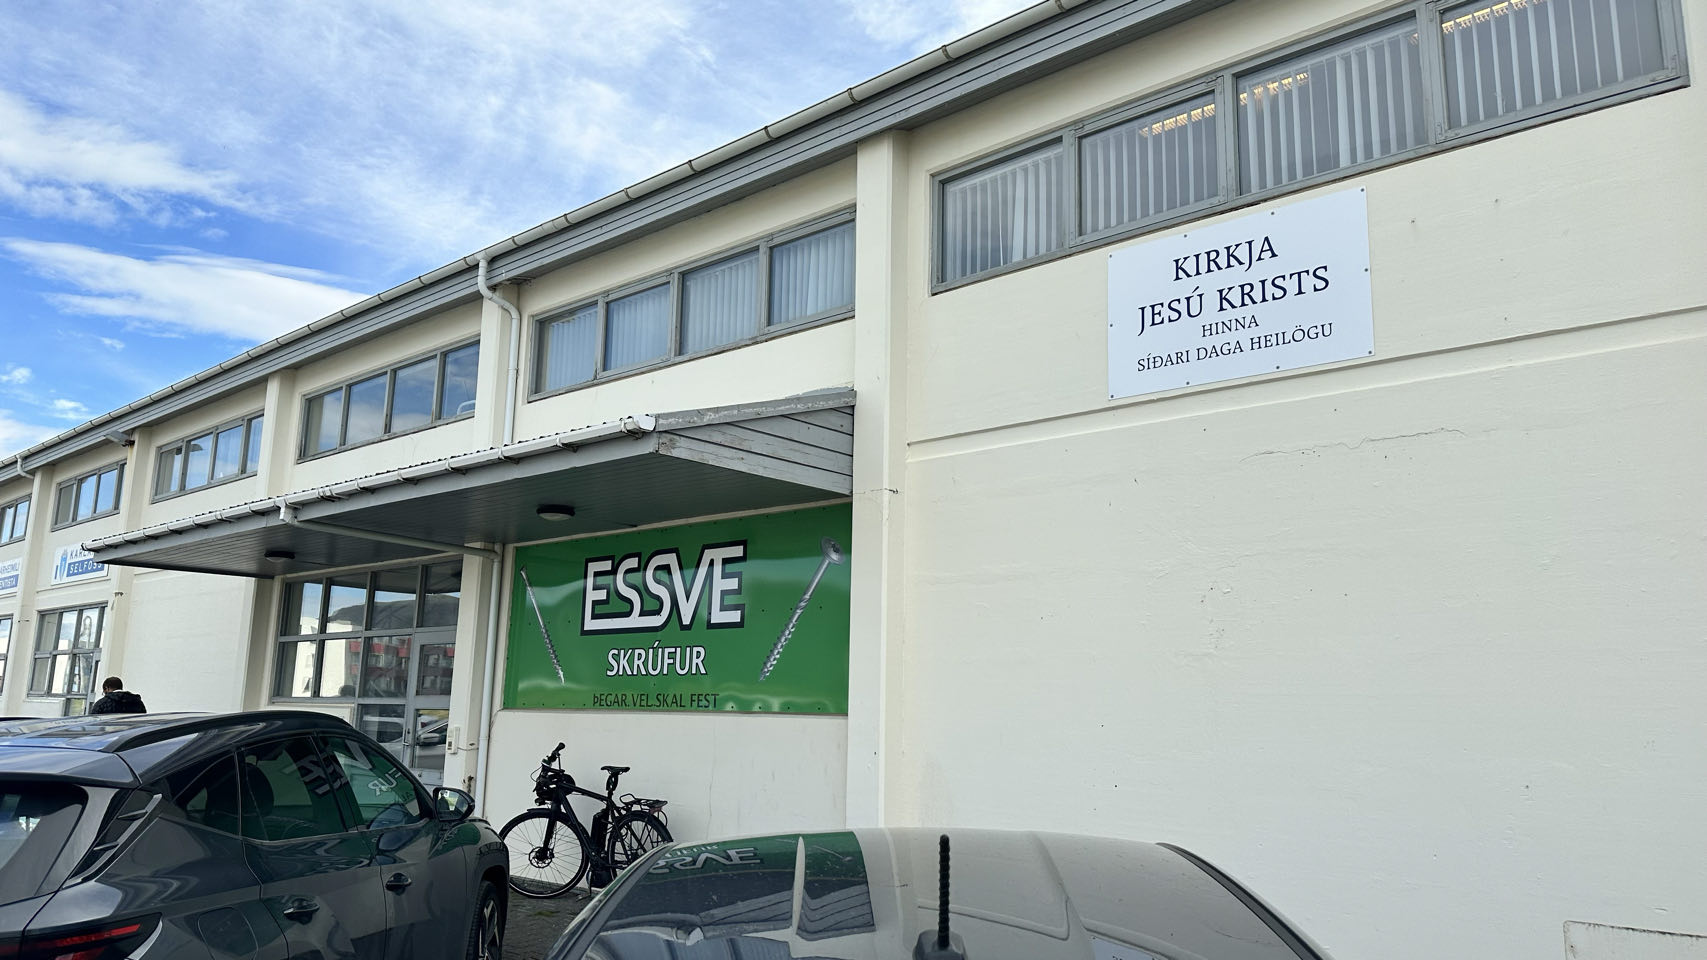 KIRKJA
JESÚ KRISTS
HINNA
SÍÐARI DAGA HEILÖGU
ESSVE
SKRÚFUR
ÞEGAR VEL SKAL FEST
SELFOSS